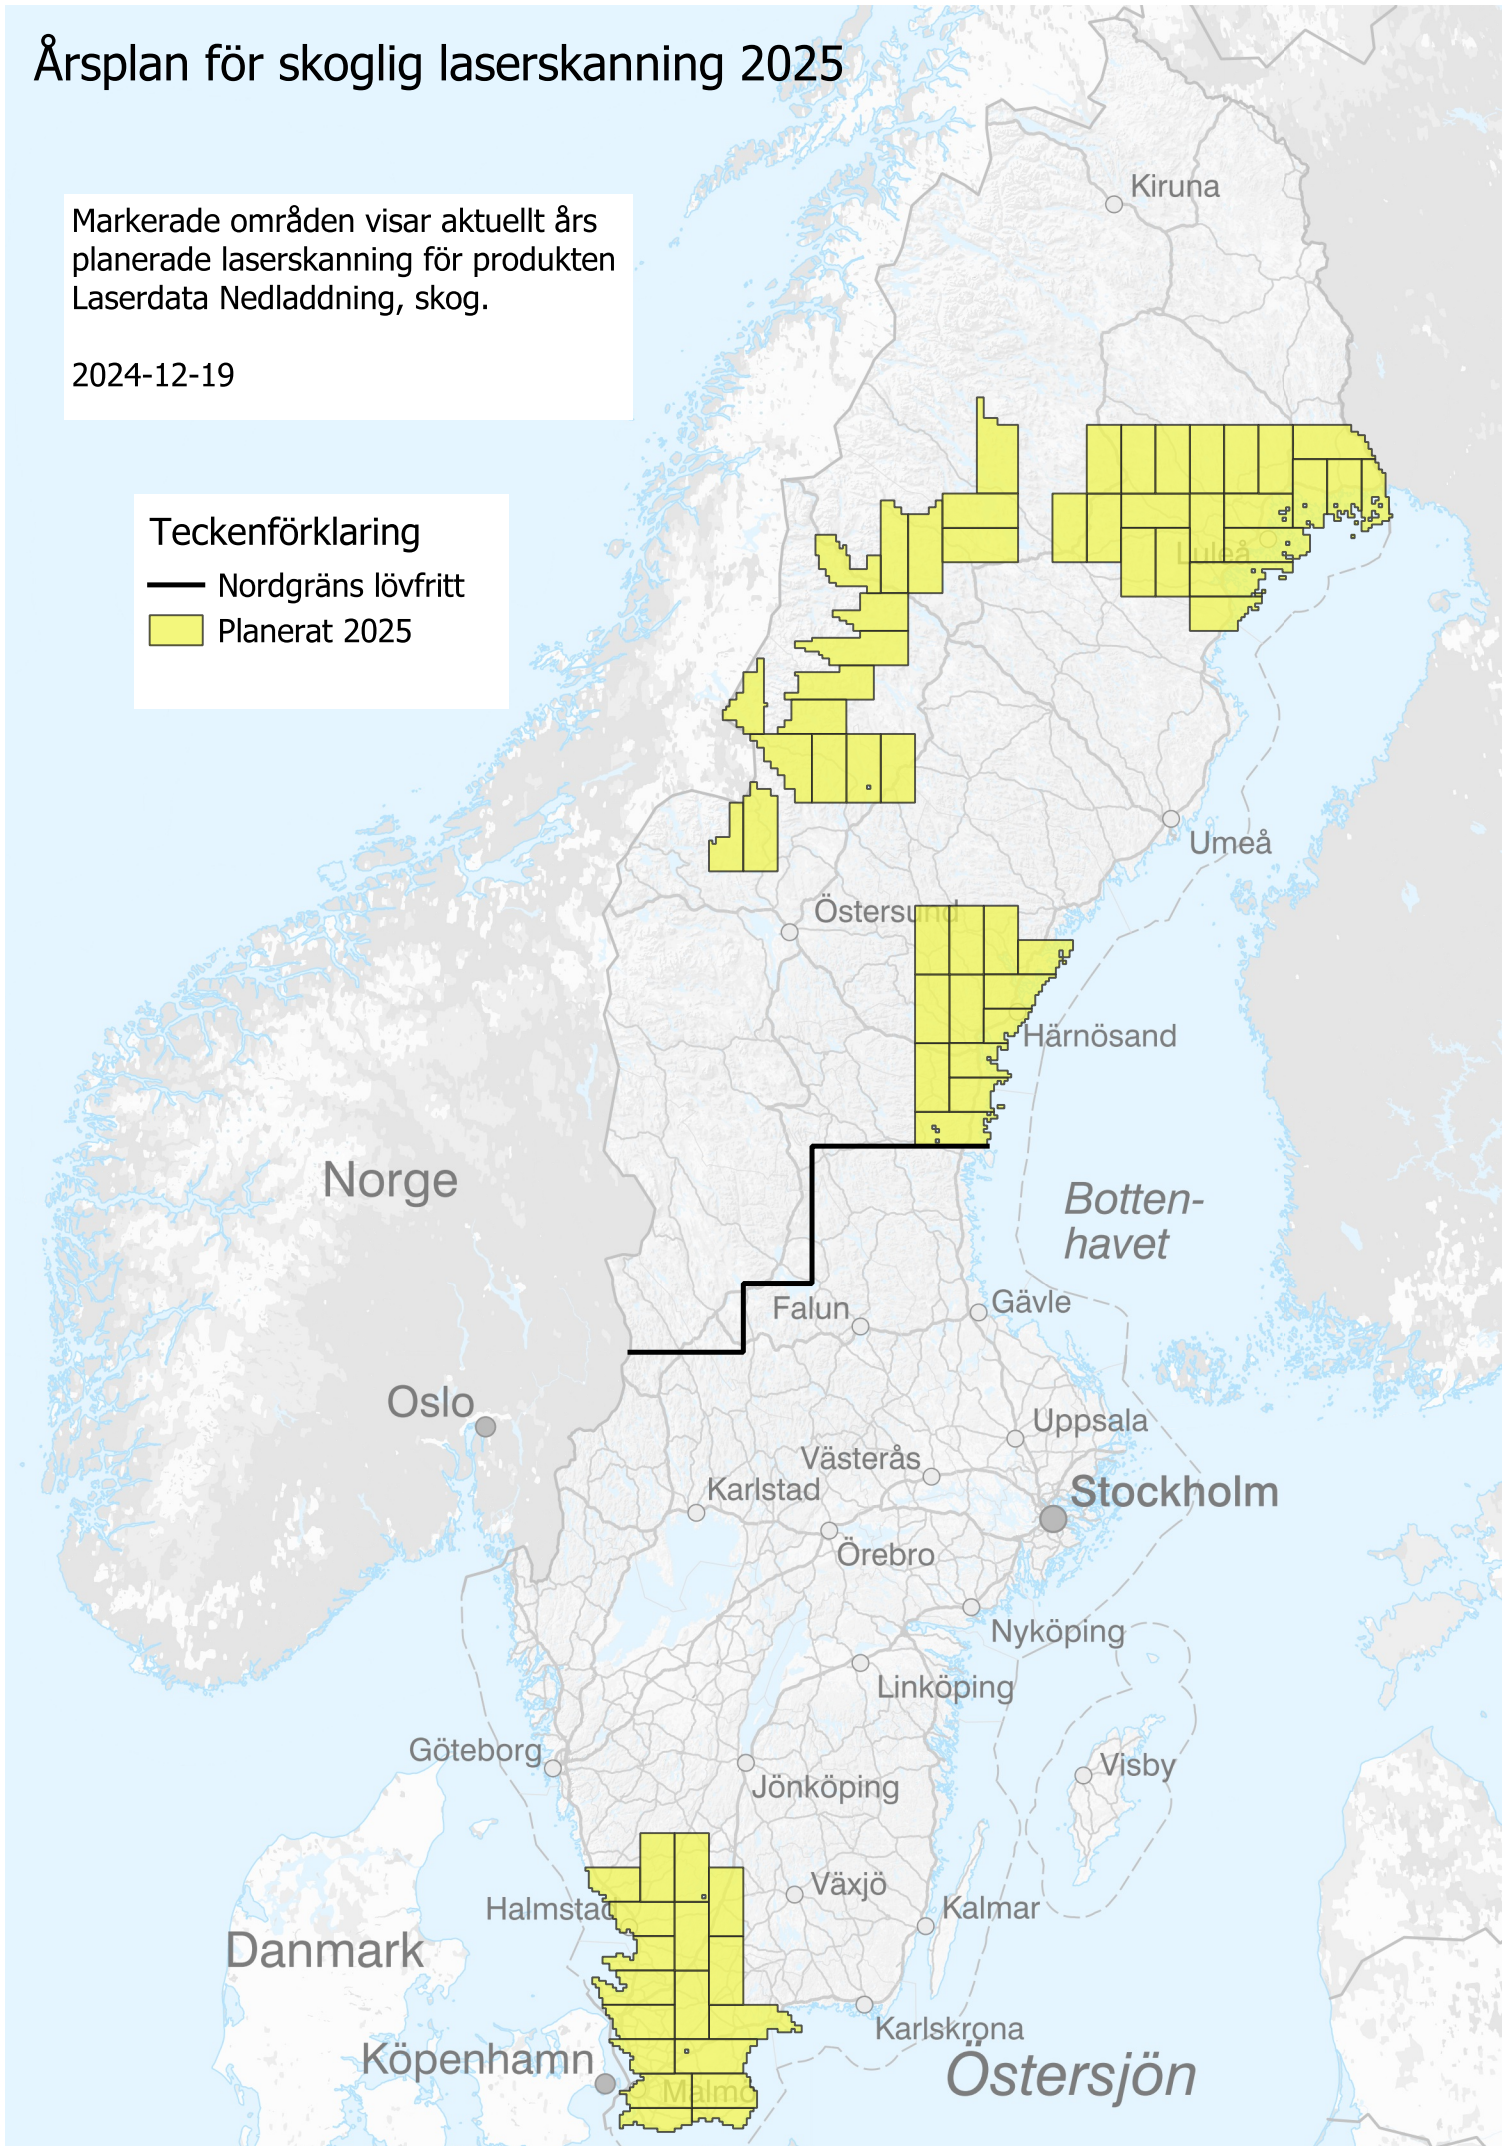 Årsplan för skoglig laserskanning 2025
Markerade områden visar aktuellt års
planerade laserskanning för produkten
Laserdata Nedladdning, skog.
2024-12-19
Teckenförklaring
Nordgräns lövfritt
Planerat 2025
Kiruna
Luleå
Umeå
Östersund
Härnösand
Norge
Botten-
havet
Falun
Gävle
Oslo
Uppsala
Västerås
Karlstad
Stockholm
Örebro
Nyköping
Linköping
Göteborg
Visby
Jönköping
Växjö
Halmstad
Kalmar
Danmark
Karlskrona
Köpenhamn
Östersjön
Malmö